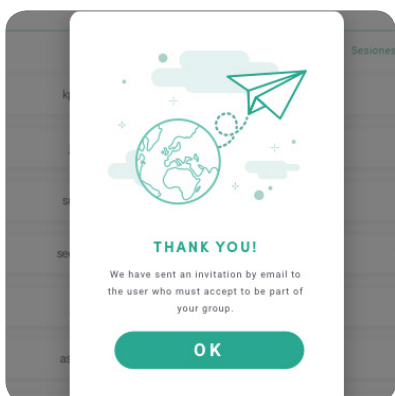 Sesiones
THANK YOU!
We have sent an invitation by email to
the user who must accept to be part of
your group.
OK